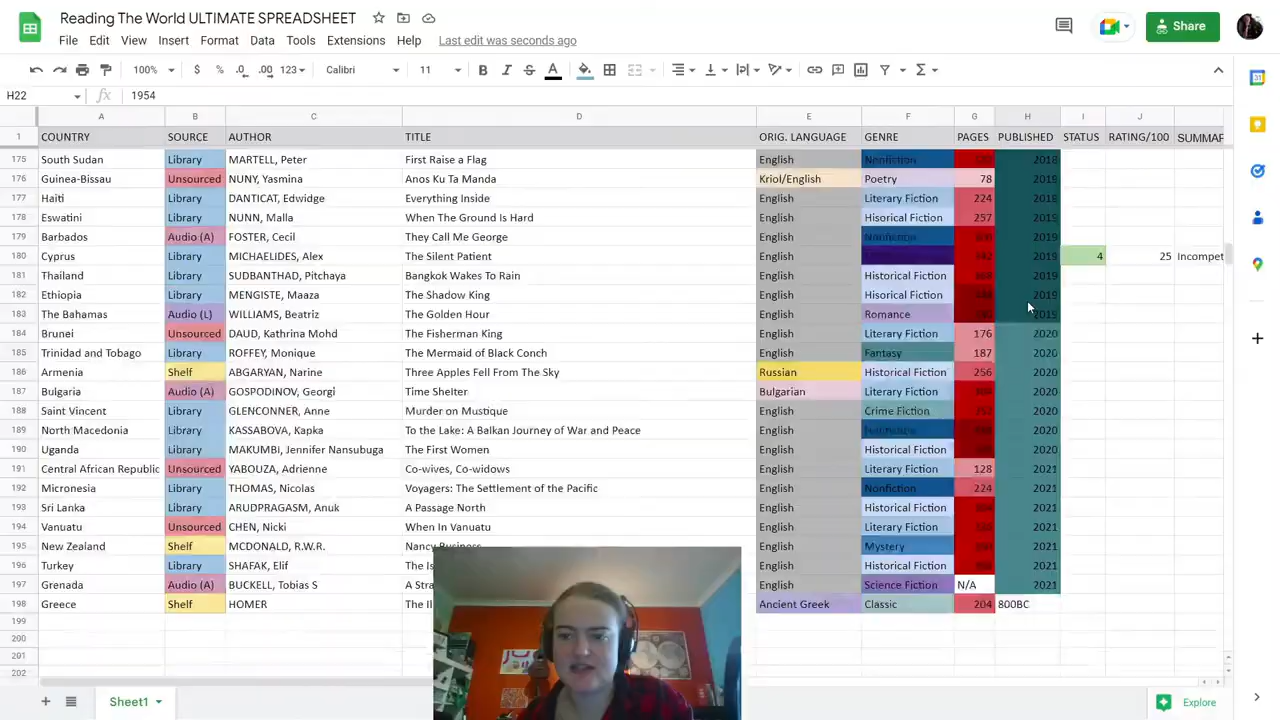 Reading The World ULTIMATE SPREADSHEET
File Edit View Insert Format Data Tools Extensions Help Last edit was seconds ago
Share
100% $ % .0 .00 123 Calibri 11 B I S A
H22 fx 1954
A B C D E F G H I J
1 COUNTRY SOURCE AUTHOR TITLE ORIG. LANGUAGE GENRE PAGES PUBLISHED STATUS RATING/100 SUMMAR
175 South Sudan Library MARTELL, Peter First Raise a Flag English Nonfiction 2018
176 Guinea-Bissau Unsourced NUNY, Yasmina Anos Ku Ta Manda Kriol/English Poetry 78 2019
177 Haiti Library DANTICAT, Edwidge Everything Inside English Literary Fiction 224 2019
178 Eswatini Library NUNN, Malla When The Ground Is Hard English Hisorical Fiction 257 2019
179 Barbados Audio (A) FOSTER, Cecil They Call Me George English Nonfiction 2019
180 Cyprus Library MICHAELIDES, Alex The Silent Patient English 2019 4 25 Incompet
181 Thailand Library SUDBANTHAD, Pitchaya Bangkok Wakes To Rain English Historical Fiction 2019
182 Ethiopia Library MENGISTE, Maaza The Shadow King English Hisorical Fiction 2019
183 The Bahamas Audio (L) WILLIAMS, Beatriz The Golden Hour English Romance 2019
184 Brunei Unsourced DAUD, Kathrina Mohd The Fisherman King English Literary Fiction 176 2020
185 Trinidad and Tobago Library ROFFEY, Monique The Mermaid of Black Conch English Fantasy 187 2020
186 Armenia Shelf ABGARYAN, Narine Three Apples Fell From The Sky Russian Historical Fiction 256 2020
187 Bulgaria Audio (A) GOSPODINOV, Georgi Time Shelter Bulgarian Literary Fiction 2020
188 Saint Vincent Library GLENCONNER, Anne Murder on Mustique English Crime Fiction 2020
189 North Macedonia Library KASSABOVA, Kapka To the Lake: A Balkan Journey of War and Peace English Nonfiction 2020
190 Uganda Library MAKUMBI, Jennifer Nansubuga The First Women English Historical Fiction 2020
191 Central African Republic Unsourced YABOUZA, Adrienne Co-wives, Co-widows English Literary Fiction 128 2021
192 Micronesia Library THOMAS, Nicolas Voyagers: The Settlement of the Pacific English Nonfiction 224 2021
193 Sri Lanka Library ARUDPRAGASM, Anuk A Passage North English Historical Fiction 2021
194 Vanuatu Unsourced CHEN, Nicki When In Vanuatu English Literary Fiction 2021
195 New Zealand Shelf MCDONALD, R.W.R. Nancy Business English Mystery 2021
196 Turkey Library SHAFAK, Elif The Is English Historical Fiction 2021
197 Grenada Audio (A) BUCKELL, Tobias S A Stra English Science Fiction N/A 2021
198 Greece Shelf HOMER The Il Ancient Greek Classic 204 800BC
199
200
201
202
Sheet1 Explore